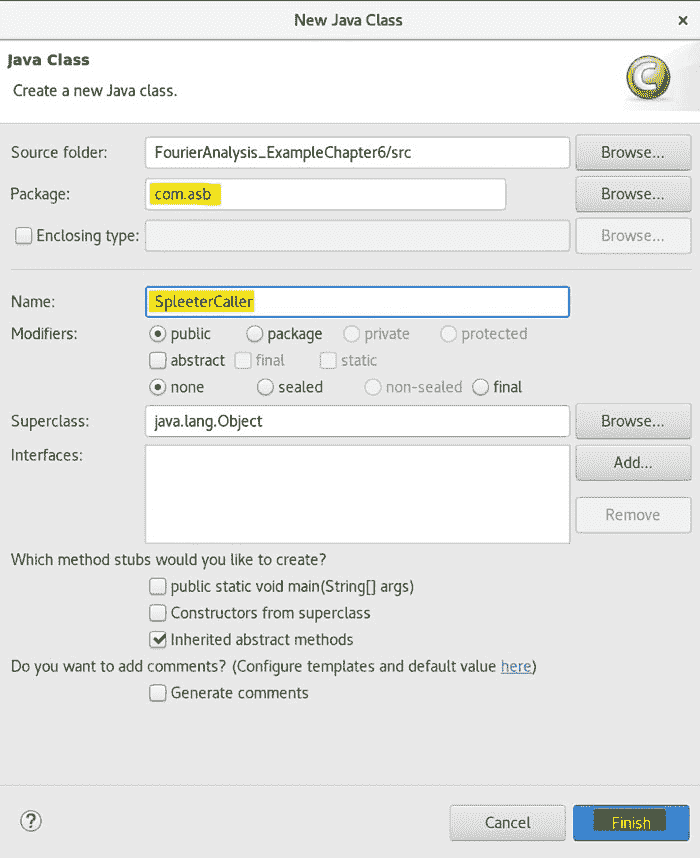 New Java Class
×
Java Class
Create a new Java class.
C
Source folder: FourierAnalysis_ExampleChapter6/src Browse...
Package: com.asb Browse...
Enclosing type: Browse...
Name: SpleeterCaller
Modifiers: public package private protected
abstract final static
none sealed non-sealed final
Superclass: java.lang.Object Browse...
Interfaces: Add...
Remove
Which method stubs would you like to create?
public static void main(String[] args)
Constructors from superclass
Inherited abstract methods
Do you want to add comments? (Configure templates and default value here)
Generate comments
? Cancel Finish